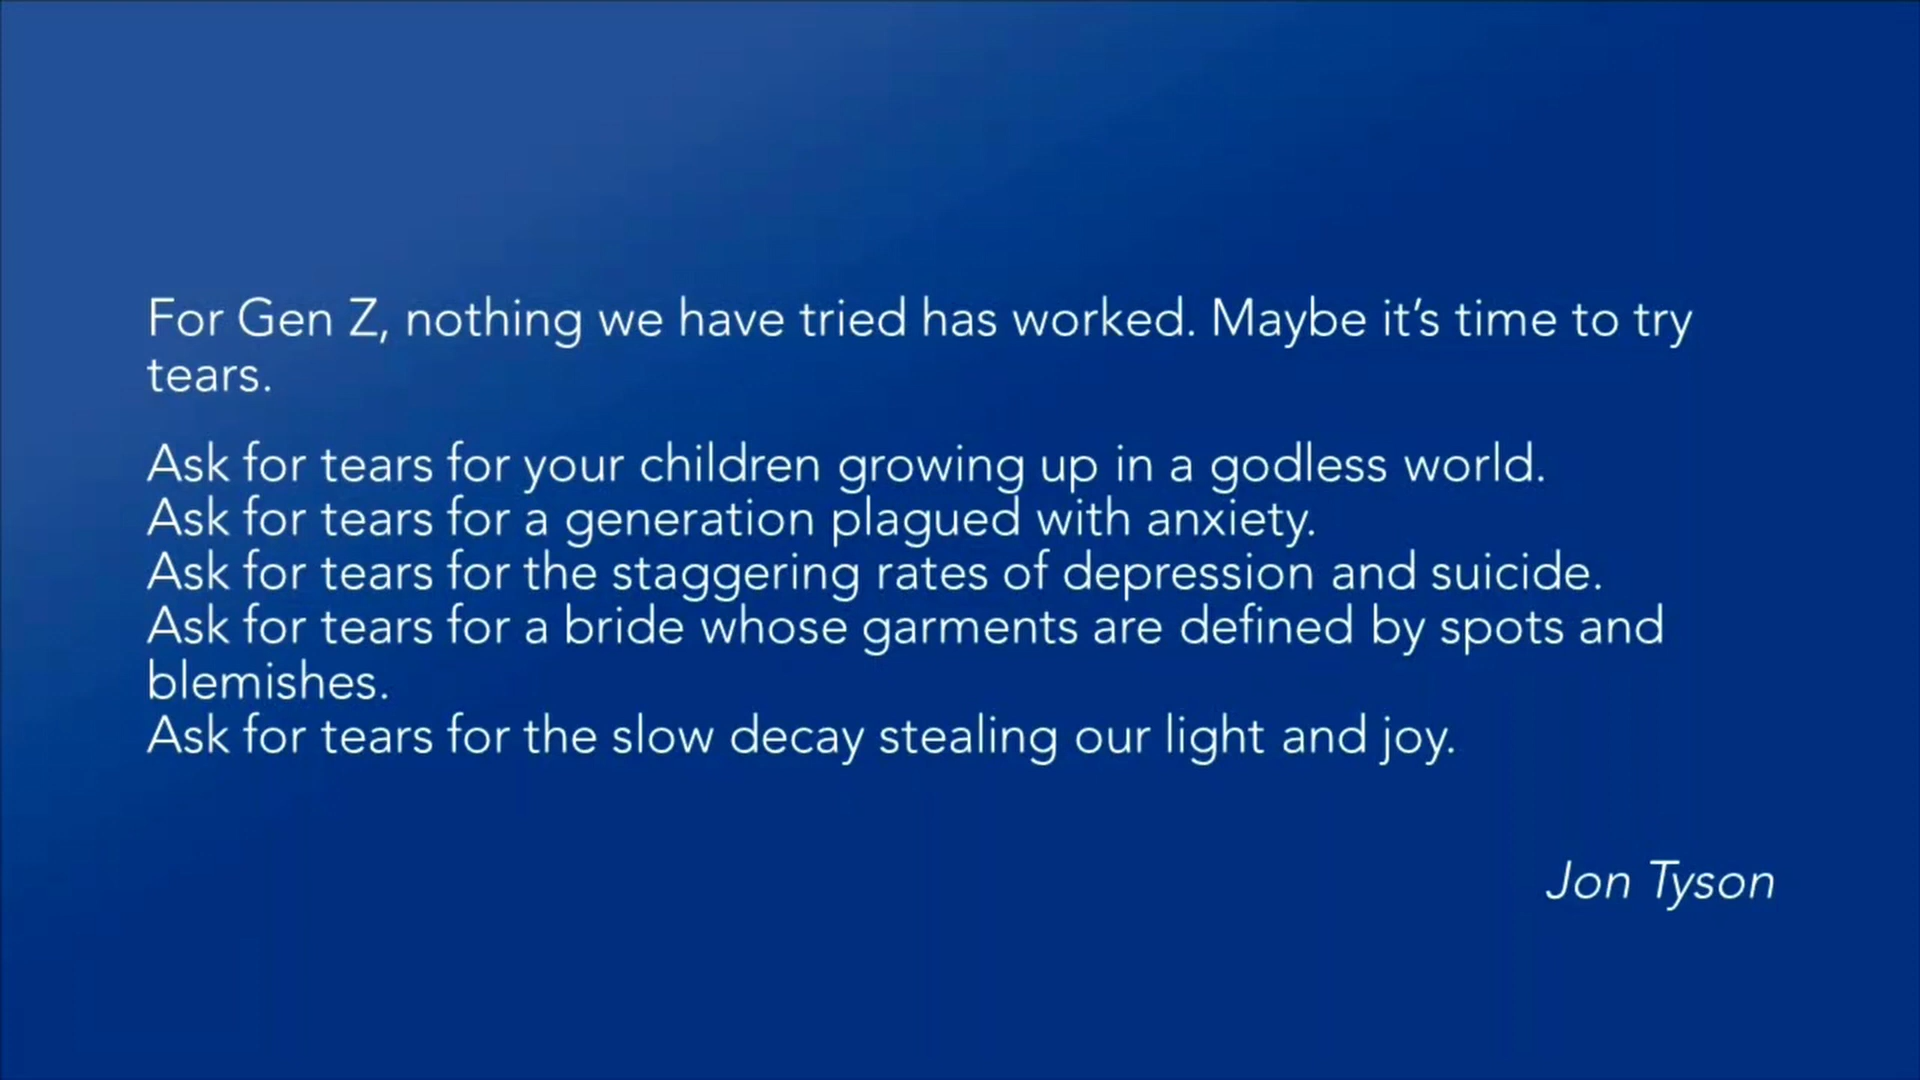 For Gen Z, nothing we have tried has worked. Maybe it’s time to try
tears.
Ask for tears for your children growing up in a godless world.
Ask for tears for a generation plagued with anxiety.
Ask for tears for the staggering rates of depression and suicide.
Ask for tears for a bride whose garments are defined by spots and
blemishes.
Ask for tears for the slow decay stealing our light and joy.
Jon Tyson